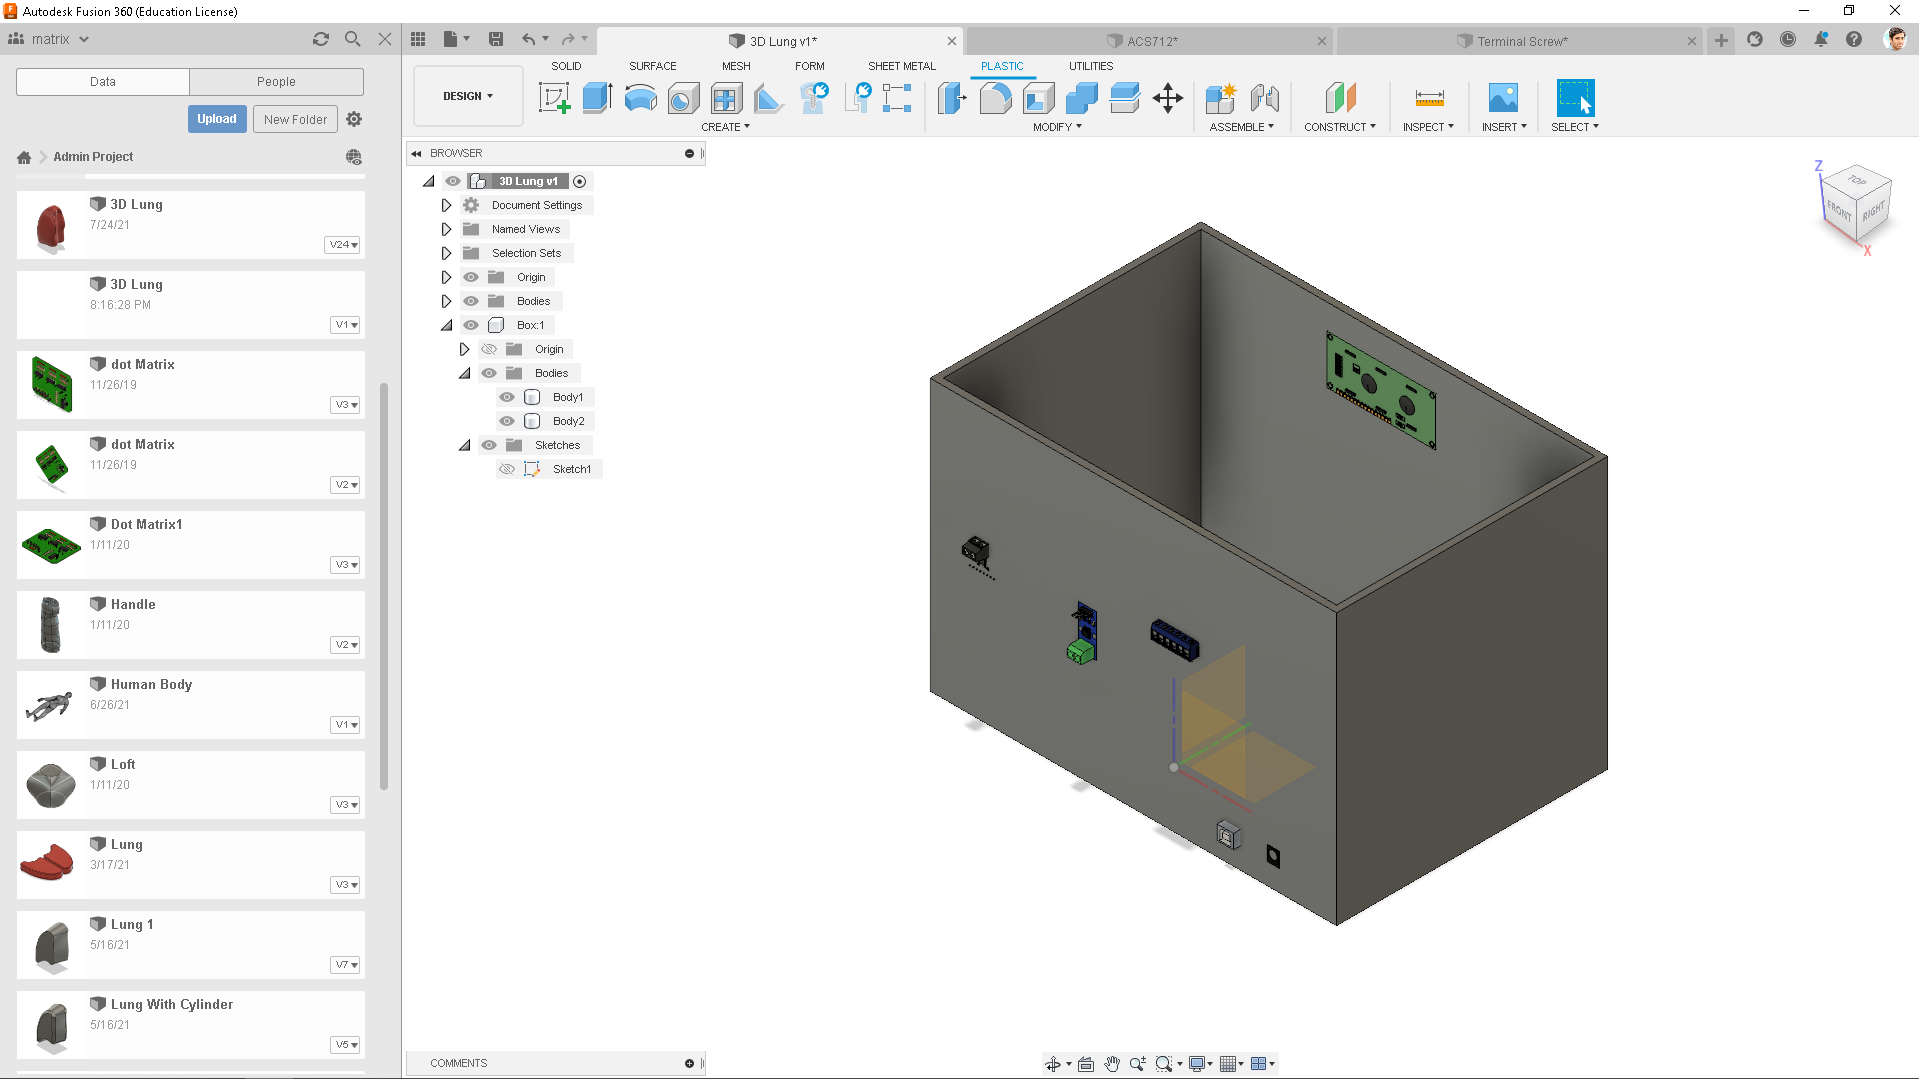 Autodesk Fusion 360 (Education License)
matrix
3D Lung v1*
ACS712*
Terminal Screw*
Data
People
Upload
New Folder
Admin Project
3D Lung
7/24/21
V24
3D Lung
8:16:28 PM
V1
dot Matrix
11/26/19
V3
dot Matrix
11/26/19
V2
Dot Matrix1
1/11/20
V3
Handle
1/11/20
V2
Human Body
6/26/21
V1
Loft
1/11/20
V3
Lung
3/17/21
V3
Lung 1
5/16/21
V7
Lung With Cylinder
5/16/21
V5
SOLID
SURFACE
MESH
FORM
SHEET METAL
PLASTIC
UTILITIES
DESIGN
CREATE
MODIFY
ASSEMBLE
CONSTRUCT
INSPECT
INSERT
SELECT
BROWSER
3D Lung v1
Document Settings
Named Views
Selection Sets
Origin
Bodies
Box:1
Origin
Bodies
Body1
Body2
Sketches
Sketch1
Z
TOP
FRONT
RIGHT
X
COMMENTS